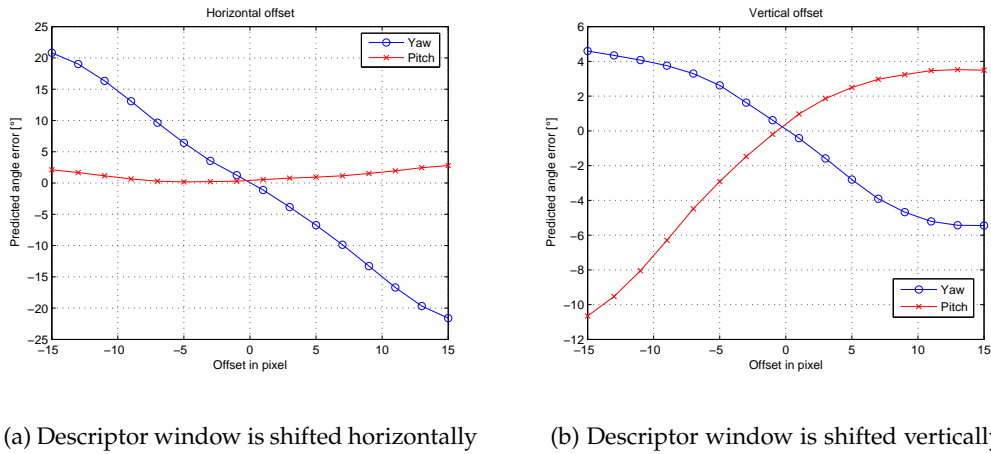 Horizontal offset
25
20
15
10
5
0
−5
−10
−15
−20
−25
−15
−10
−5
0
5
10
15
Predicted angle error [°]
Offset in pixel
Yaw
Pitch
Vertical offset
6
4
2
0
−2
−4
−6
−8
−10
−12
−15
−10
−5
0
5
10
15
Predicted angle error [°]
Offset in pixel
Yaw
Pitch
(a) Descriptor window is shifted horizontally
(b) Descriptor window is shifted vertically